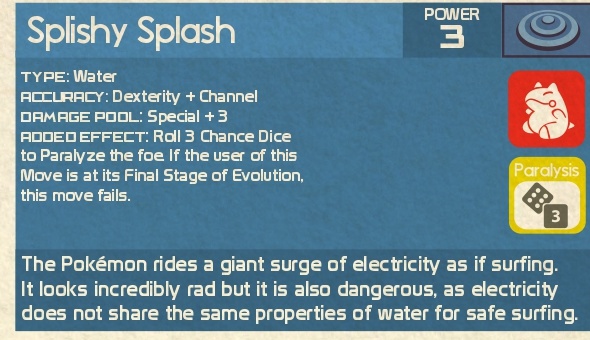 Splishy Splash
POWER
3
TYPE: Water
ACCURACY: Dexterity + Channel
DAMAGE POOL: Special + 3
ADDED EFFECT: Roll 3 Chance Dice
to Paralyze the foe. If the user of this
Move is at its Final Stage of Evolution,
this move fails.
Paralysis
3
The Pokémon rides a giant surge of electricity as if surfing.
It looks incredibly rad but it is also dangerous, as electricity
does not share the same properties of water for safe surfing.